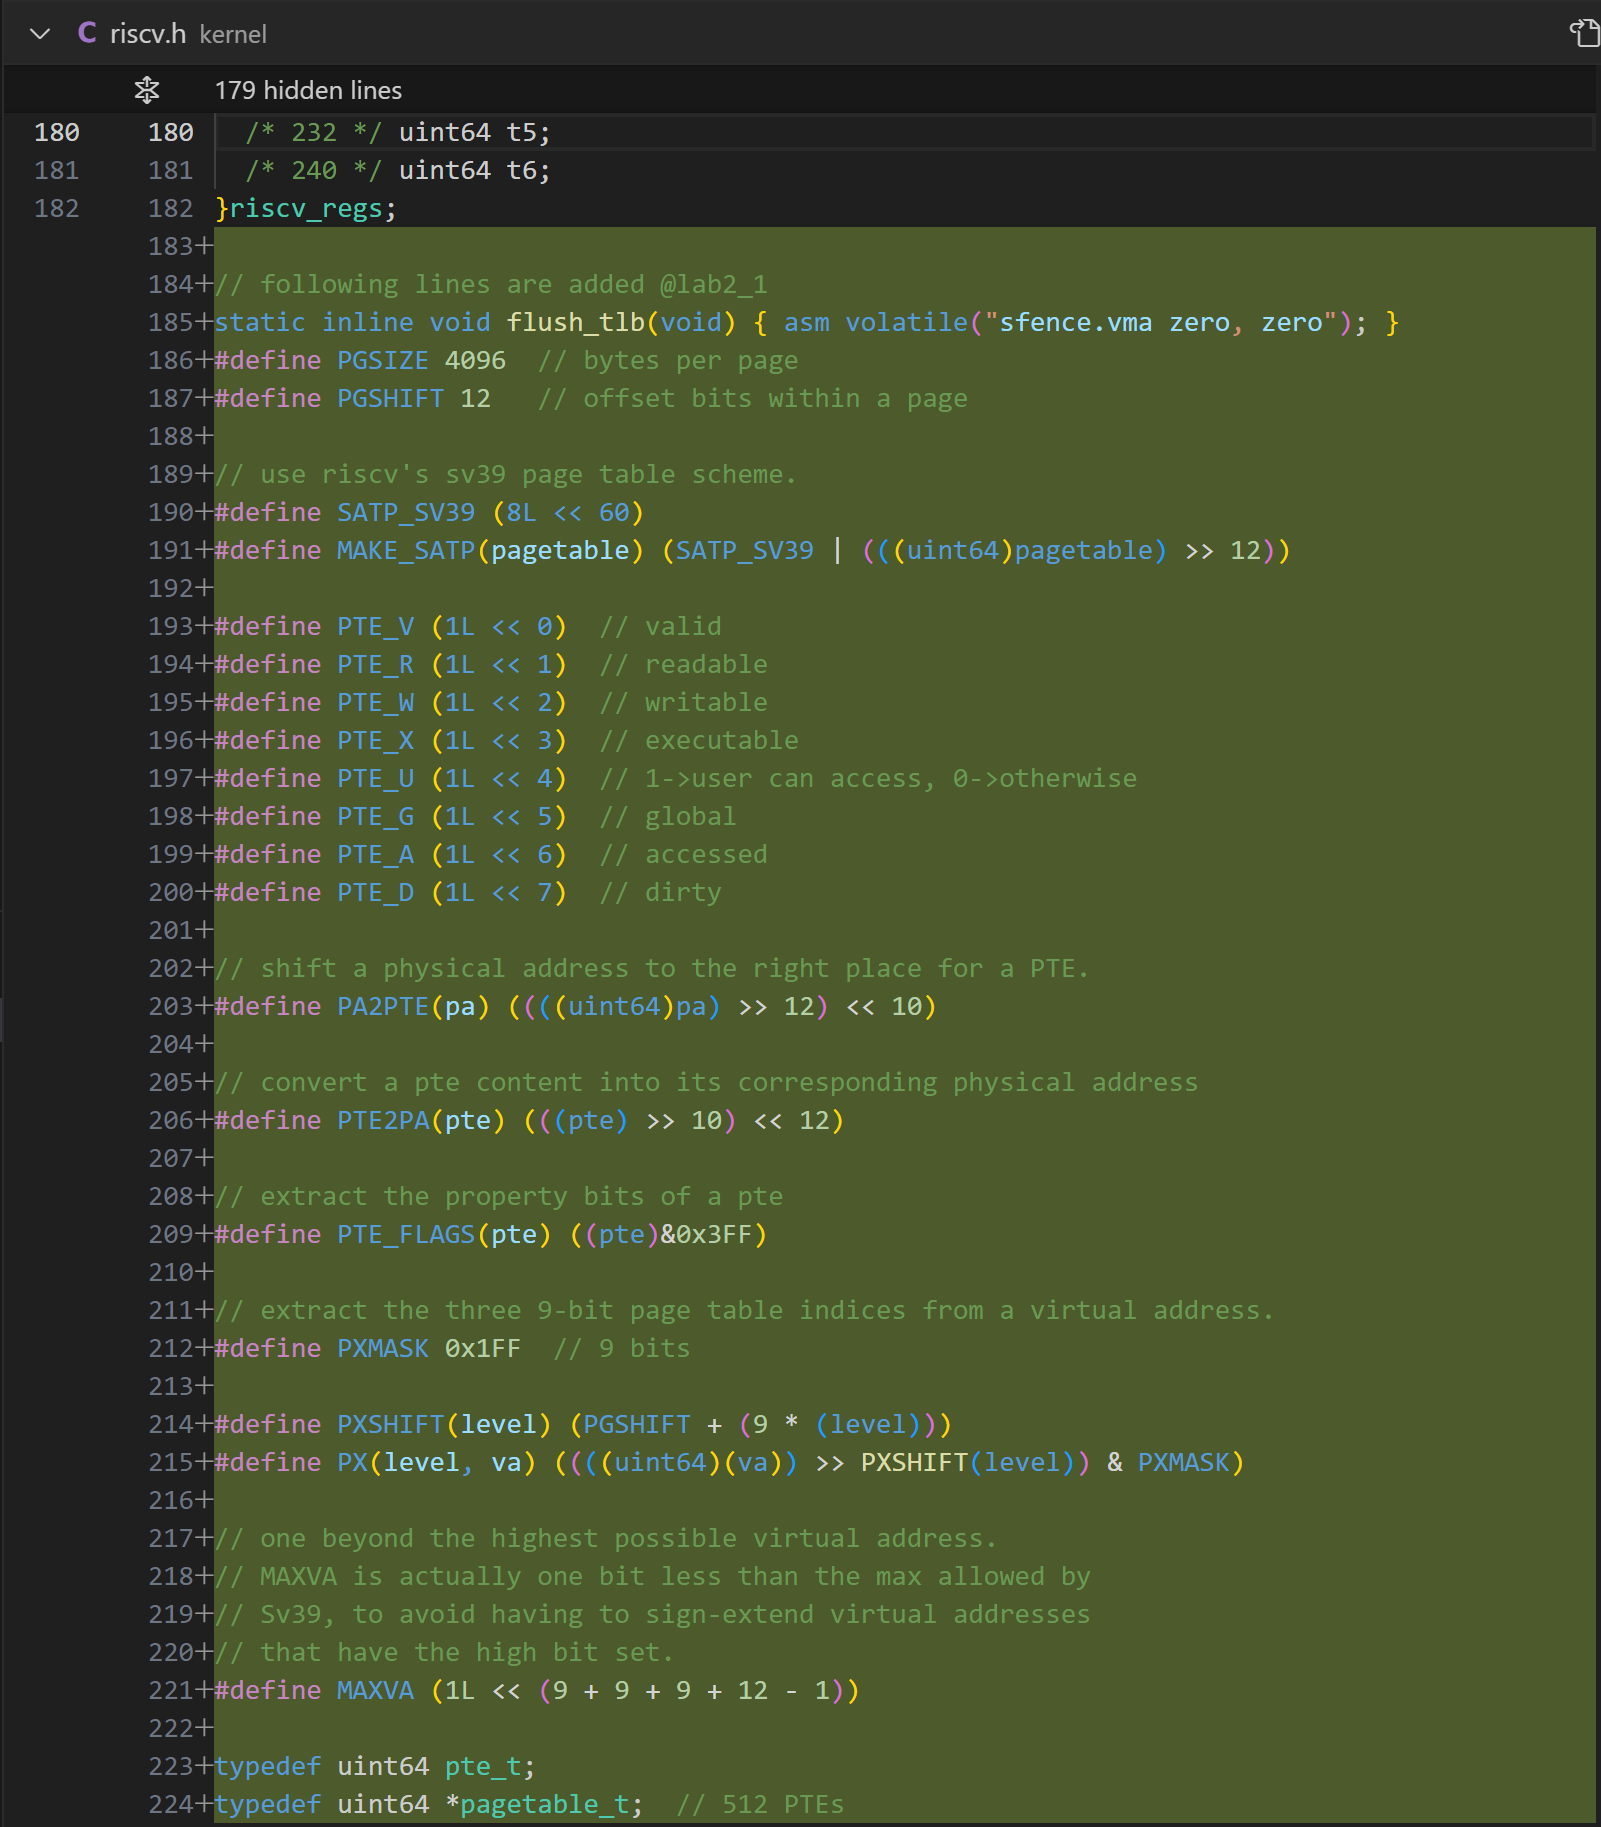 C riscv.h kernel
179 hidden lines
180 180 /* 232 */ uint64 t5;
181 181 /* 240 */ uint64 t6;
182 182 }riscv_regs;
183+
184+// following lines are added @lab2_1
185+static inline void flush_tlb(void) { asm volatile("sfence.vma zero, zero"); }
186+#define PGSIZE 4096  // bytes per page
187+#define PGSHIFT 12   // offset bits within a page
188+
189+// use riscv's sv39 page table scheme.
190+#define SATP_SV39 (8L << 60)
191+#define MAKE_SATP(pagetable) (SATP_SV39 | (((uint64)pagetable) >> 12))
192+
193+#define PTE_V (1L << 0)  // valid
194+#define PTE_R (1L << 1)  // readable
195+#define PTE_W (1L << 2)  // writable
196+#define PTE_X (1L << 3)  // executable
197+#define PTE_U (1L << 4)  // 1->user can access, 0->otherwise
198+#define PTE_G (1L << 5)  // global
199+#define PTE_A (1L << 6)  // accessed
200+#define PTE_D (1L << 7)  // dirty
201+
202+// shift a physical address to the right place for a PTE.
203+#define PA2PTE(pa) ((((uint64)pa) >> 12) << 10)
204+
205+// convert a pte content into its corresponding physical address
206+#define PTE2PA(pte) (((pte) >> 10) << 12)
207+
208+// extract the property bits of a pte
209+#define PTE_FLAGS(pte) ((pte)&0x3FF)
210+
211+// extract the three 9-bit page table indices from a virtual address.
212+#define PXMASK 0x1FF  // 9 bits
213+
214+#define PXSHIFT(level) (PGSHIFT + (9 * (level)))
215+#define PX(level, va) ((((uint64)(va)) >> PXSHIFT(level)) & PXMASK)
216+
217+// one beyond the highest possible virtual address.
218+// MAXVA is actually one bit less than the max allowed by
219+// Sv39, to avoid having to sign-extend virtual addresses
220+// that have the high bit set.
221+#define MAXVA (1L << (9 + 9 + 9 + 12 - 1))
222+
223+typedef uint64 pte_t;
224+typedef uint64 *pagetable_t;  // 512 PTEs